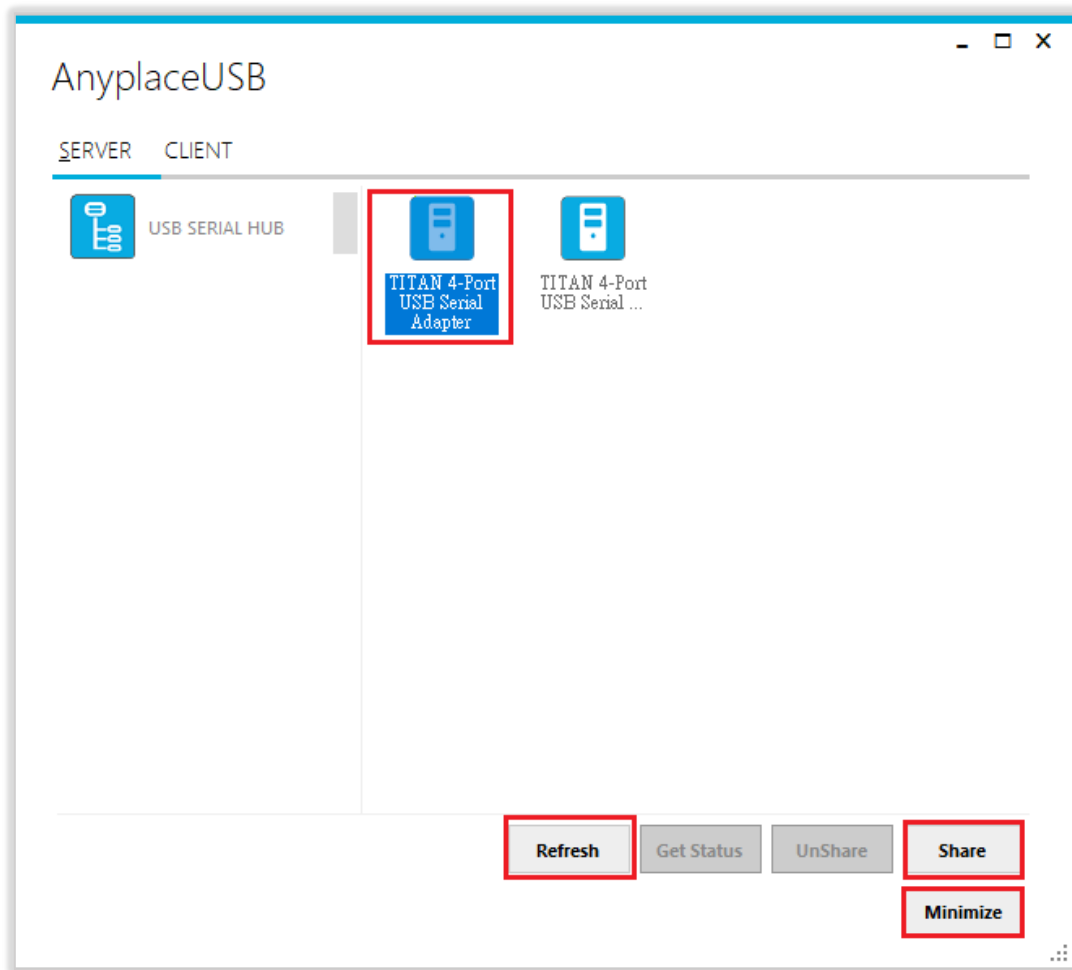 AnyplaceUSB
SERVER CLIENT
USB SERIAL HUB
TITAN 4-Port
USB Serial
Adapter
TITAN 4-Port
USB Serial ...
Refresh
Get Status
UnShare
Share
Minimize